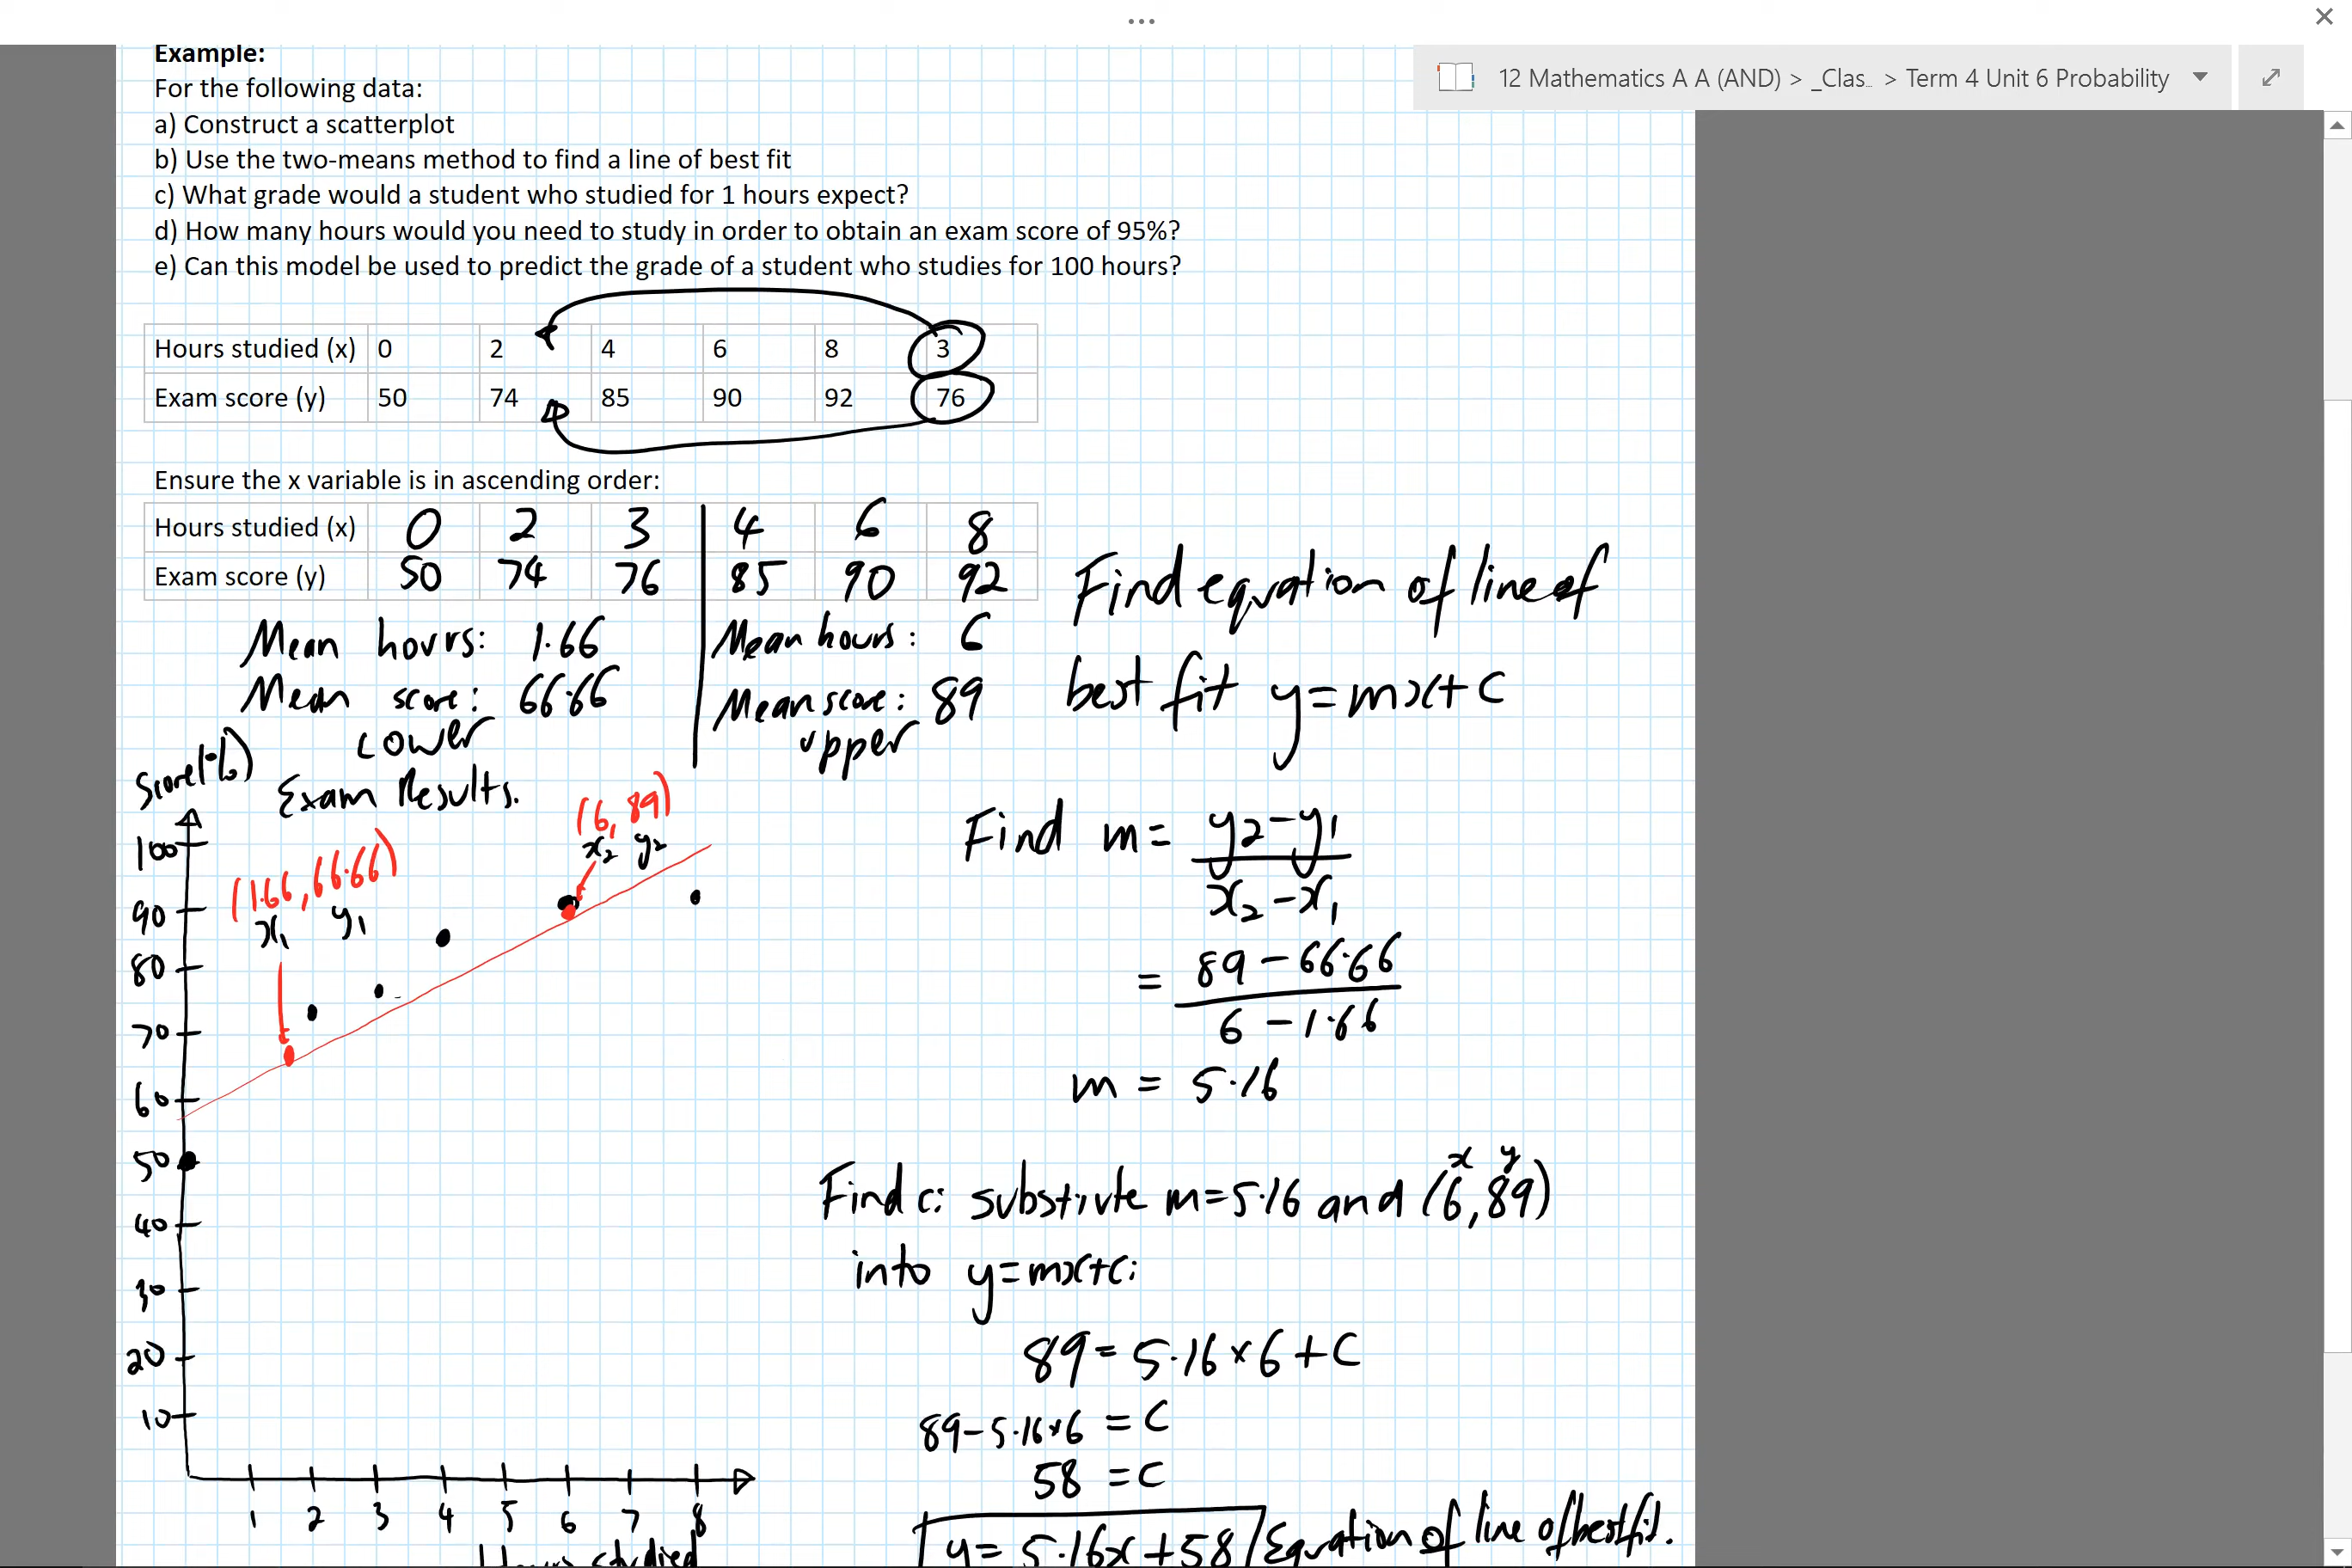 Example:
12 Mathematics A A (AND) > _Clas... > Term 4 Unit 6 Probability
For the following data:
a) Construct a scatterplot
b) Use the two-means method to find a line of best fit
c) What grade would a student who studied for 1 hours expect?
d) How many hours would you need to study in order to obtain an exam score of 95%?
e) Can this model be used to predict the grade of a student who studies for 100 hours?
Hours studied (x) 0 2 4 6 8 3
Exam score (y) 50 74 85 90 92 76
Ensure the x variable is in ascending order:
Hours studied (x) 0 2 3 4 6 8
Exam score (y) 50 74 76 85 90 92
Mean hours: 1.66
Mean score: 66.66
Lower
Mean hours: 6
Mean score: 89
upper
Score(%)
Exam Results.
(1.66, 66.66)
x₁ y₁
(6, 89)
x₂ y₂
100
90
80
70
60
50
40
30
20
10
1 2 3 4 5 6 7 8
Hours studied
Find equation of line of
best fit y=mx+c
Find m= y₂-y₁
x₂-x₁
= 89-66.66
6-1.66
m = 5.16
x y
Find c: substivte m=5.16 and (6,89)
into y=mx+c:
89=5.16×6+C
89-5.16×6 =C
58 =C
y= 5.16x+58 Equation of line of best fit.